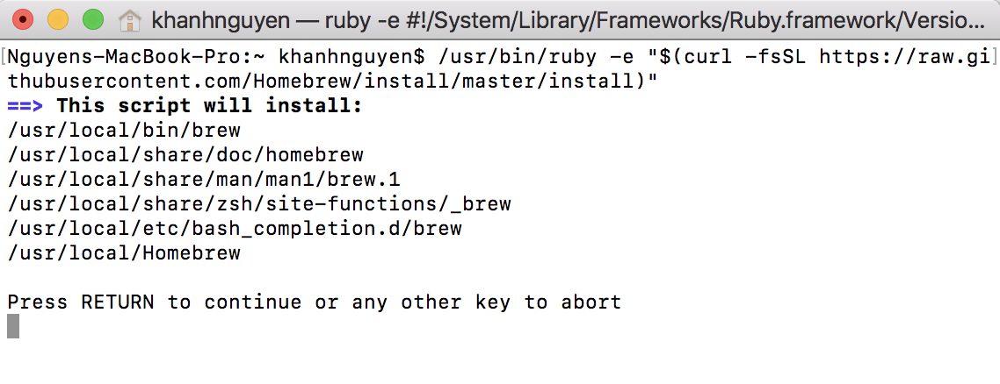 khanhnguyen — ruby -e #!/System/Library/Frameworks/Ruby.framework/Versio...
[Nguyens-MacBook-Pro:~ khanhnguyen$ /usr/bin/ruby -e "$(curl -fsSL https://raw.gi]
thubusercontent.com/Homebrew/install/master/install)"
==> This script will install:
/usr/local/bin/brew
/usr/local/share/doc/homebrew
/usr/local/share/man/man1/brew.1
/usr/local/share/zsh/site-functions/_brew
/usr/local/etc/bash_completion.d/brew
/usr/local/Homebrew
Press RETURN to continue or any other key to abort